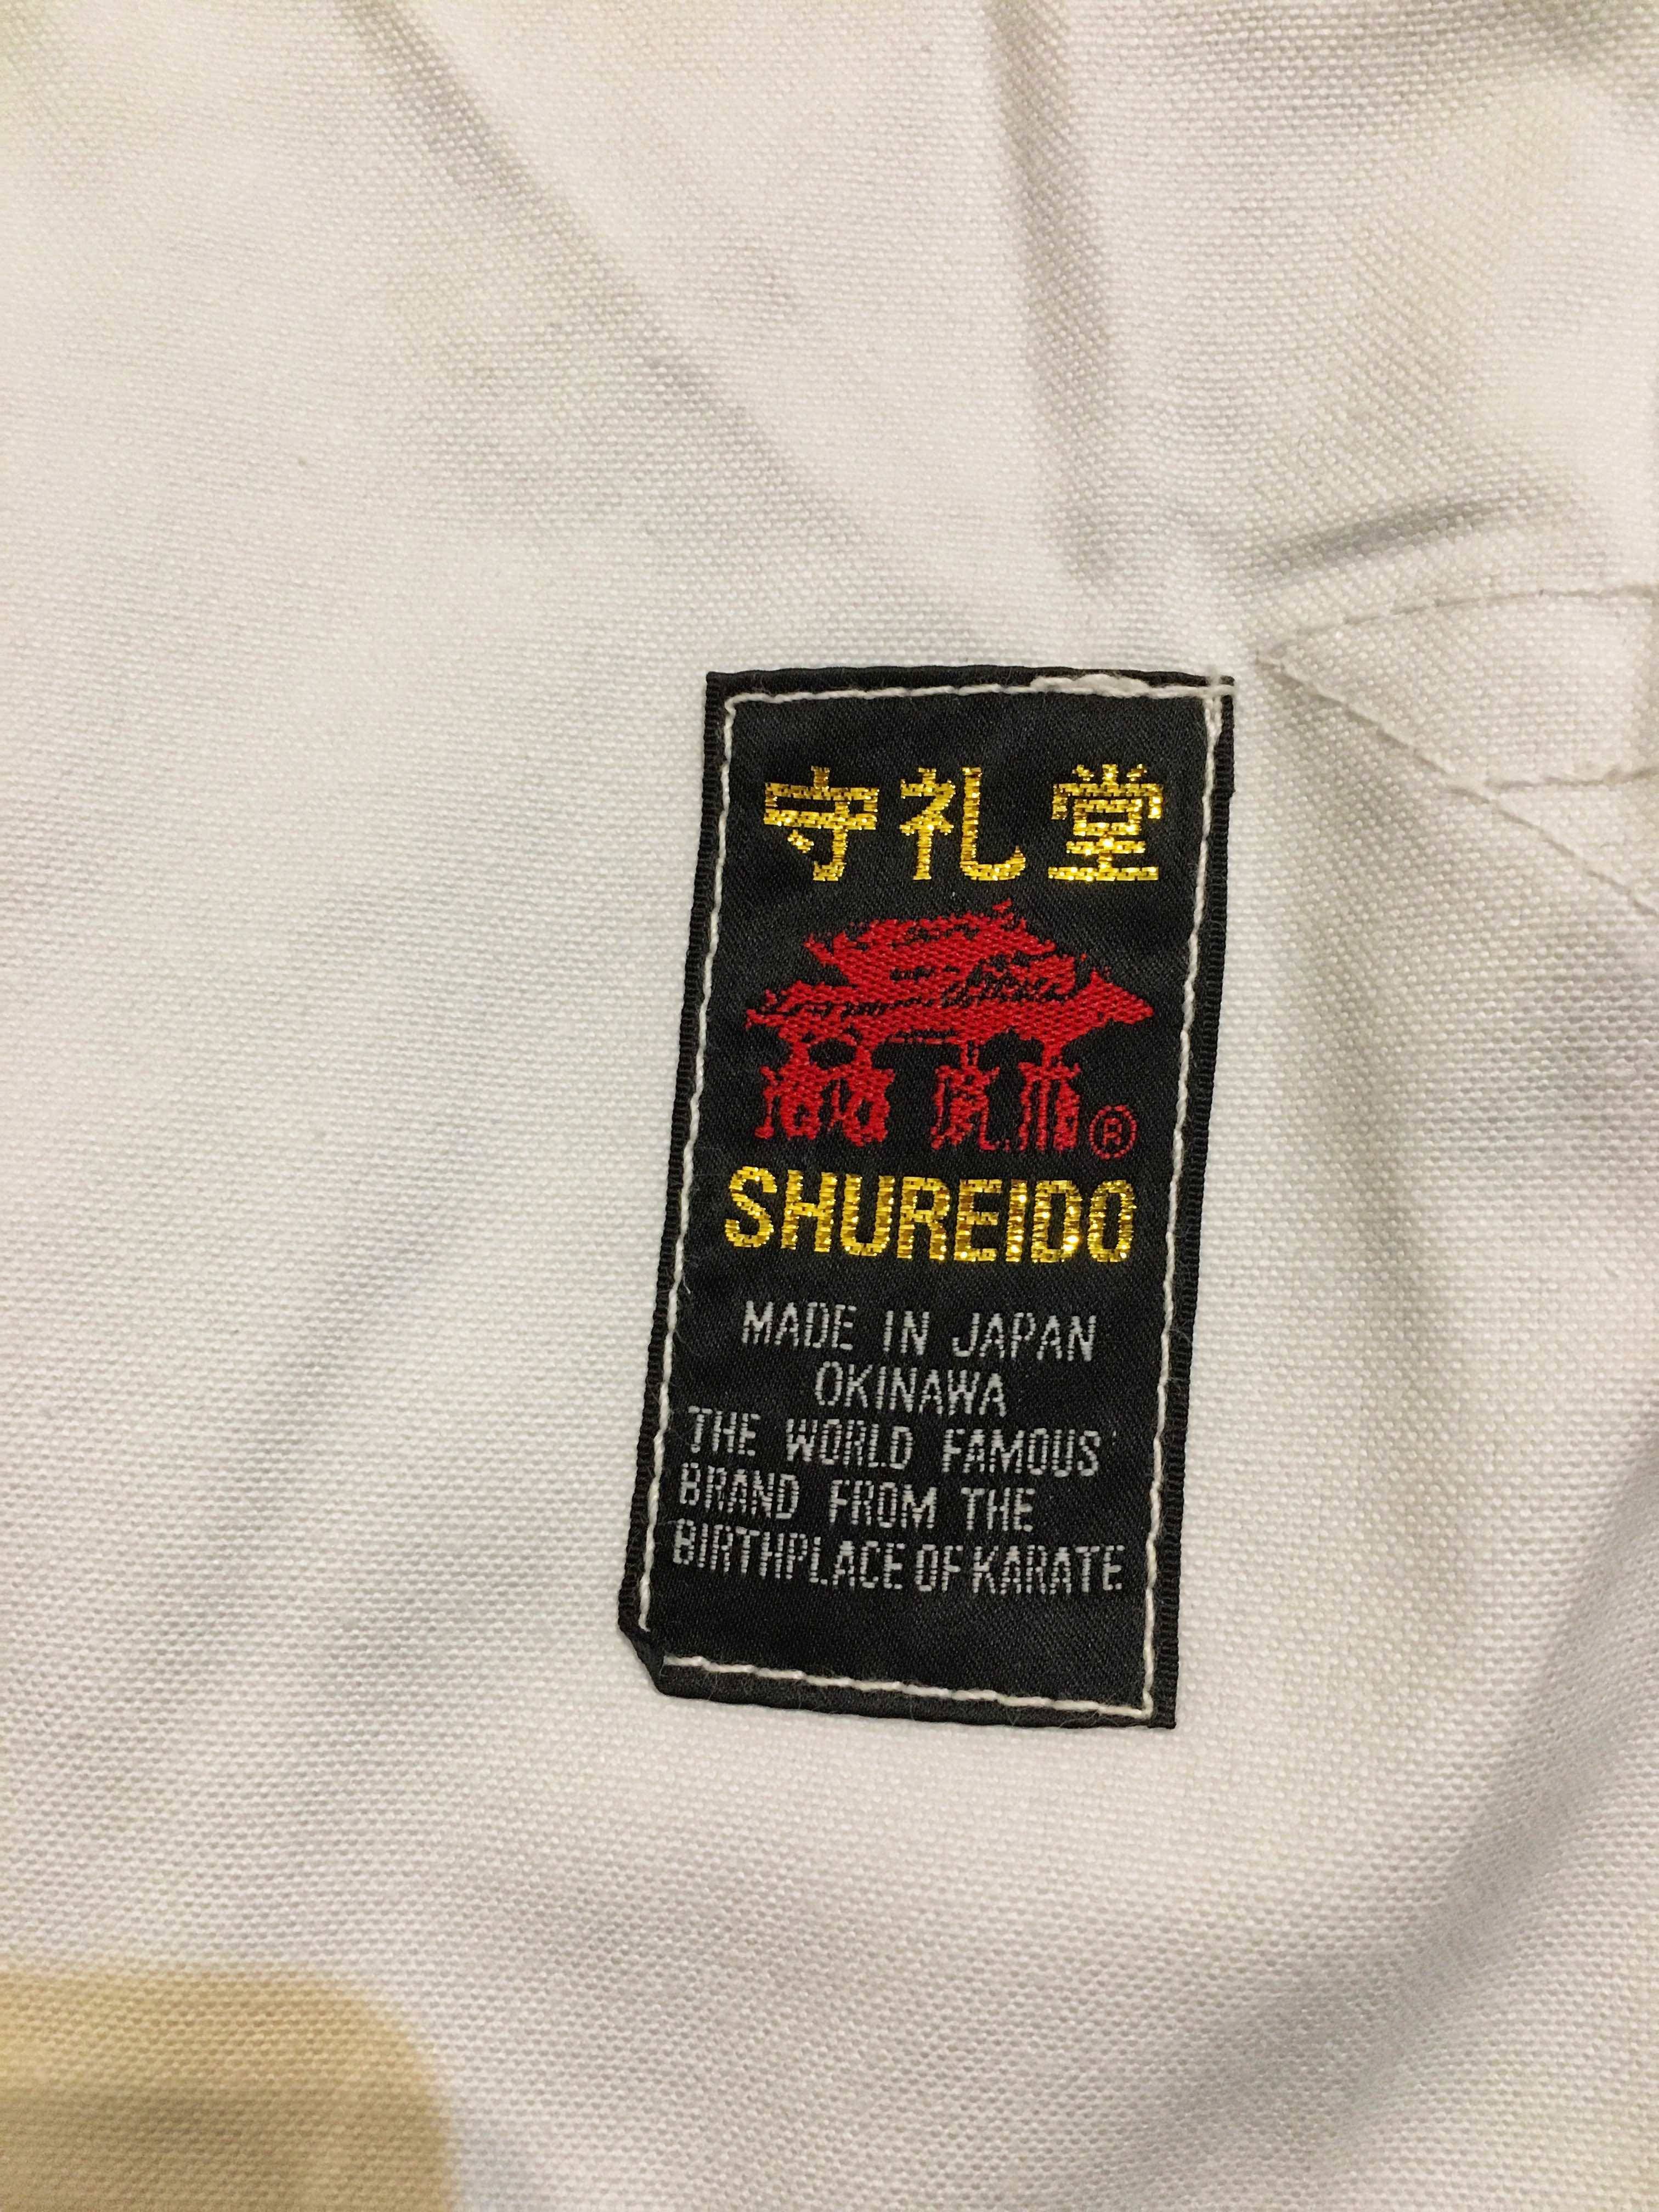 守礼堂
®
SHUREIDO
MADE IN JAPAN
OKINAWA
THE WORLD FAMOUS
BRAND FROM THE
BIRTHPLACE OF KARATE